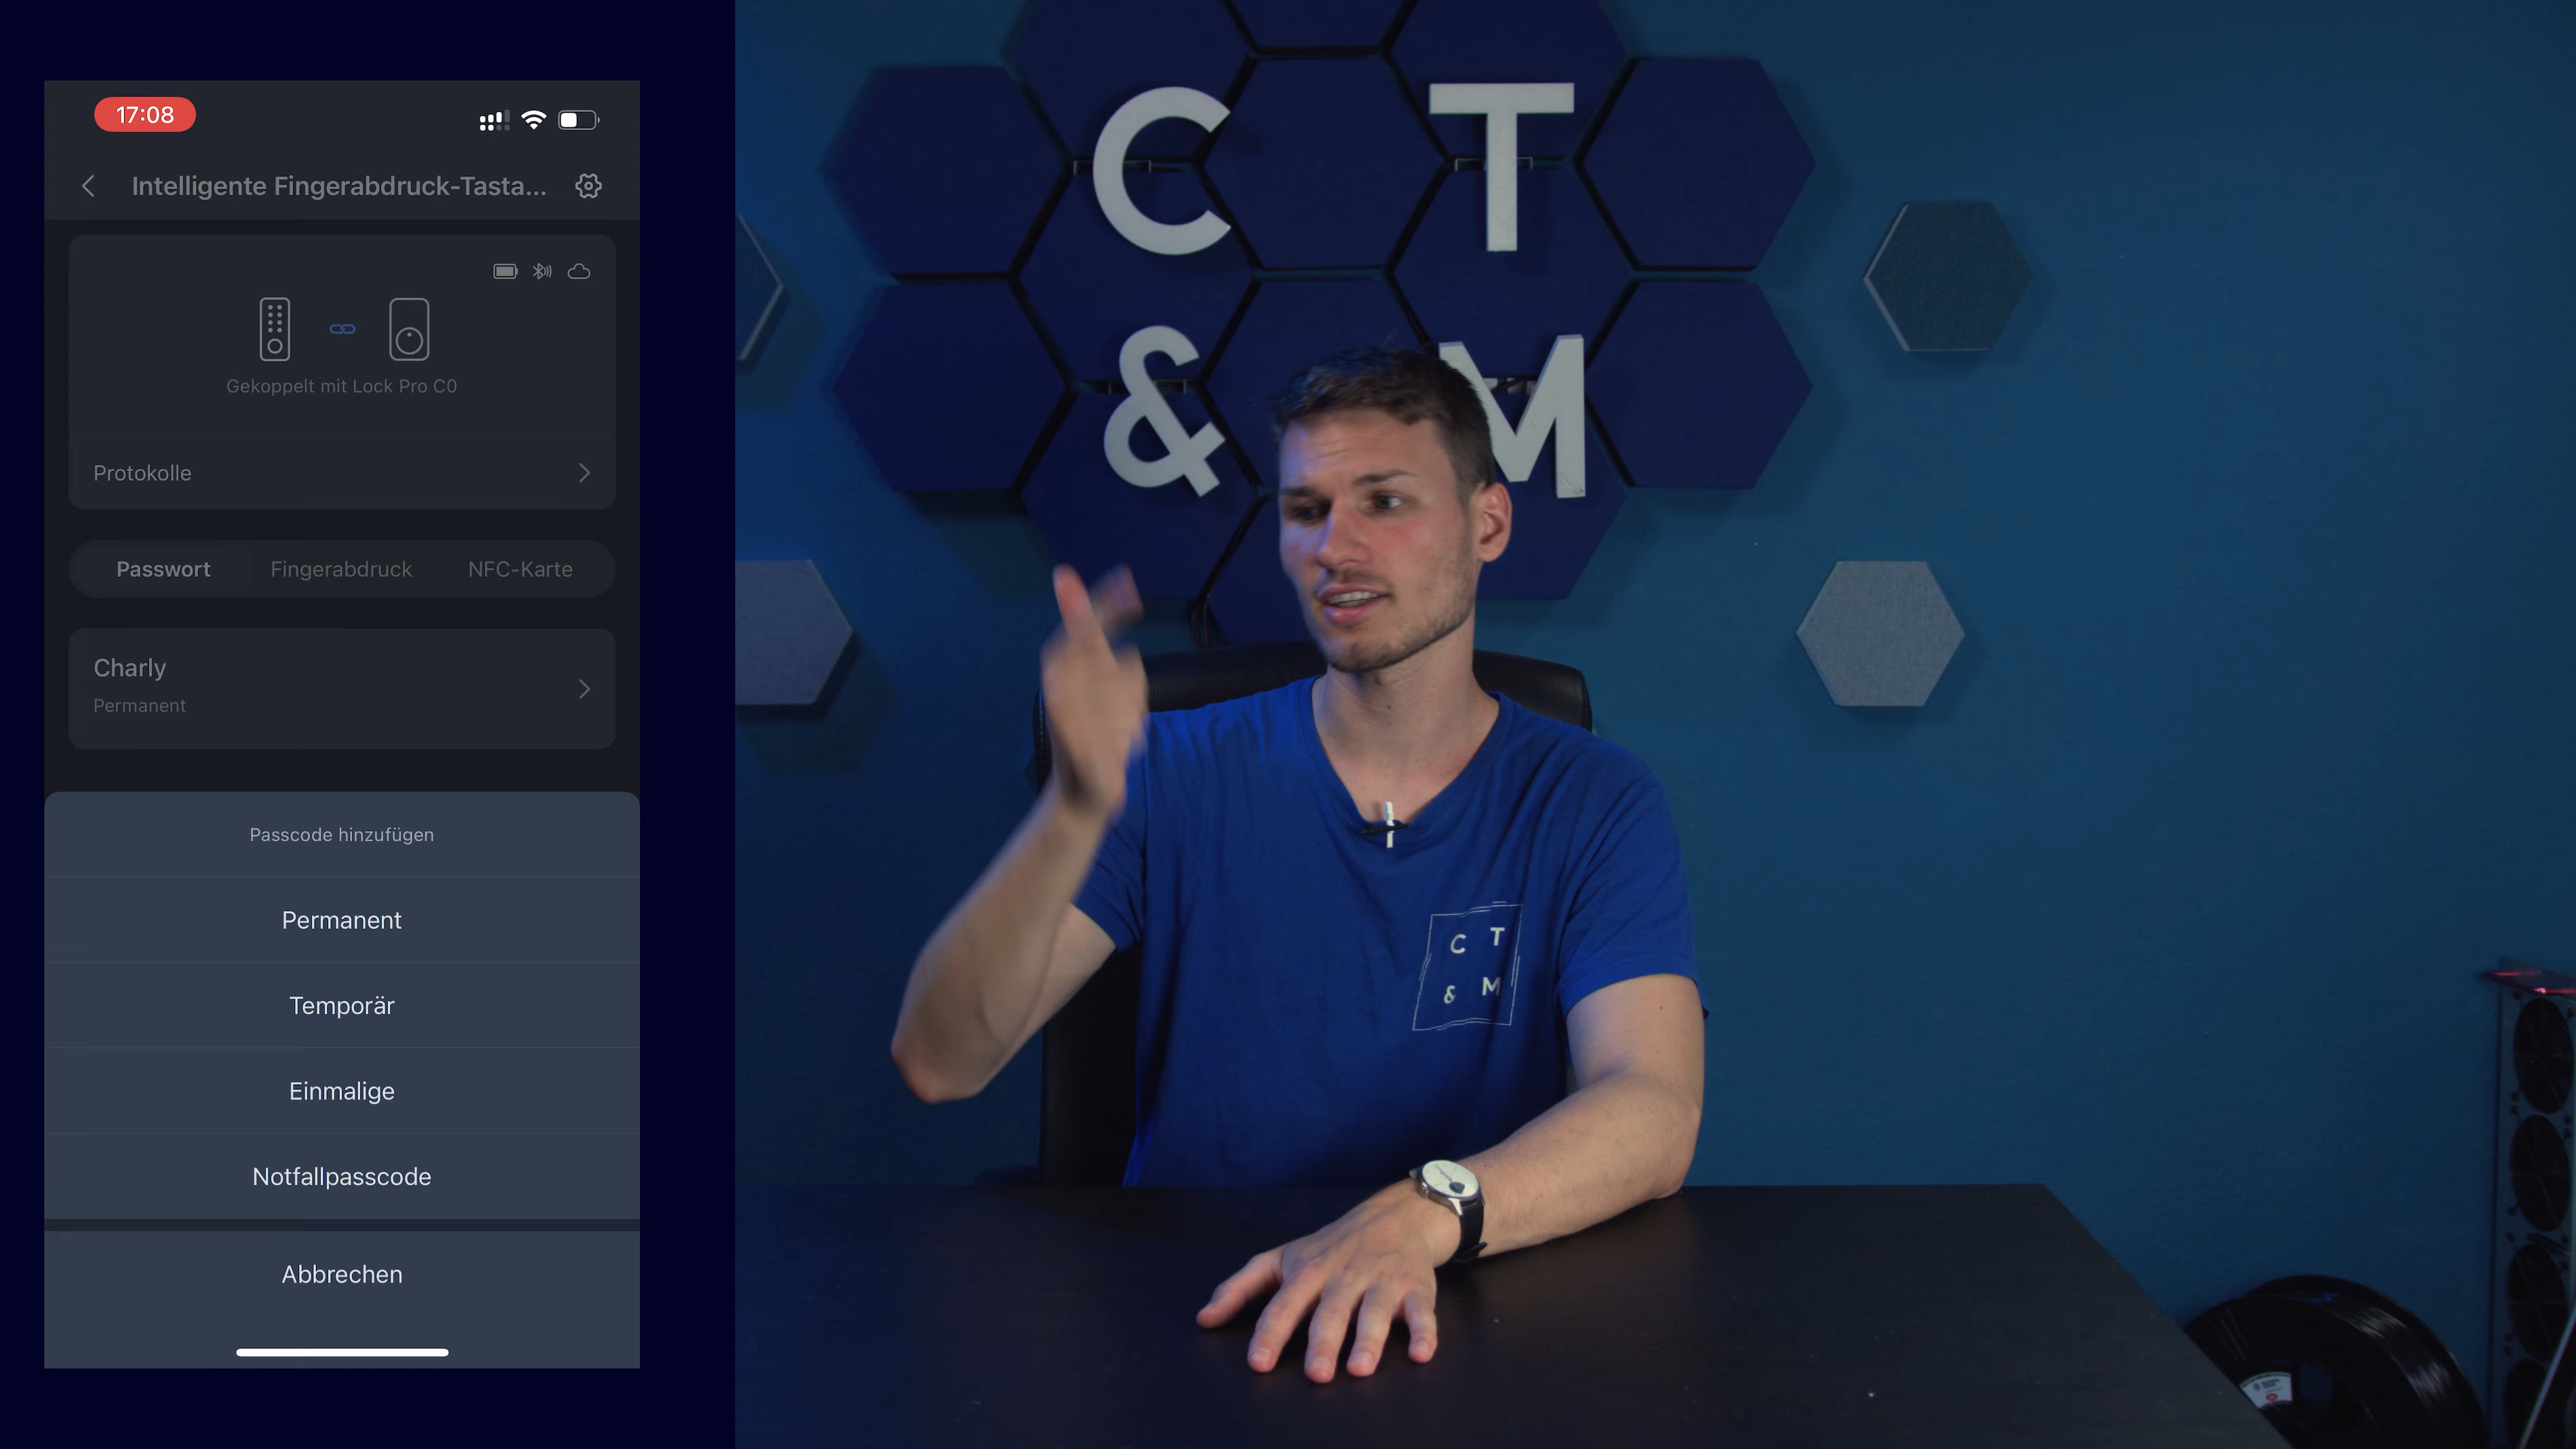 17:08
Intelligente Fingerabdruck-Tasta...
Gekoppelt mit Lock Pro C0
Protokolle
Passwort Fingerabdruck NFC-Karte
Charly
Permanent
Passcode hinzufügen
Permanent
Temporär
Einmalige
Notfallpasscode
Abbrechen
C T
& M
C T
& M